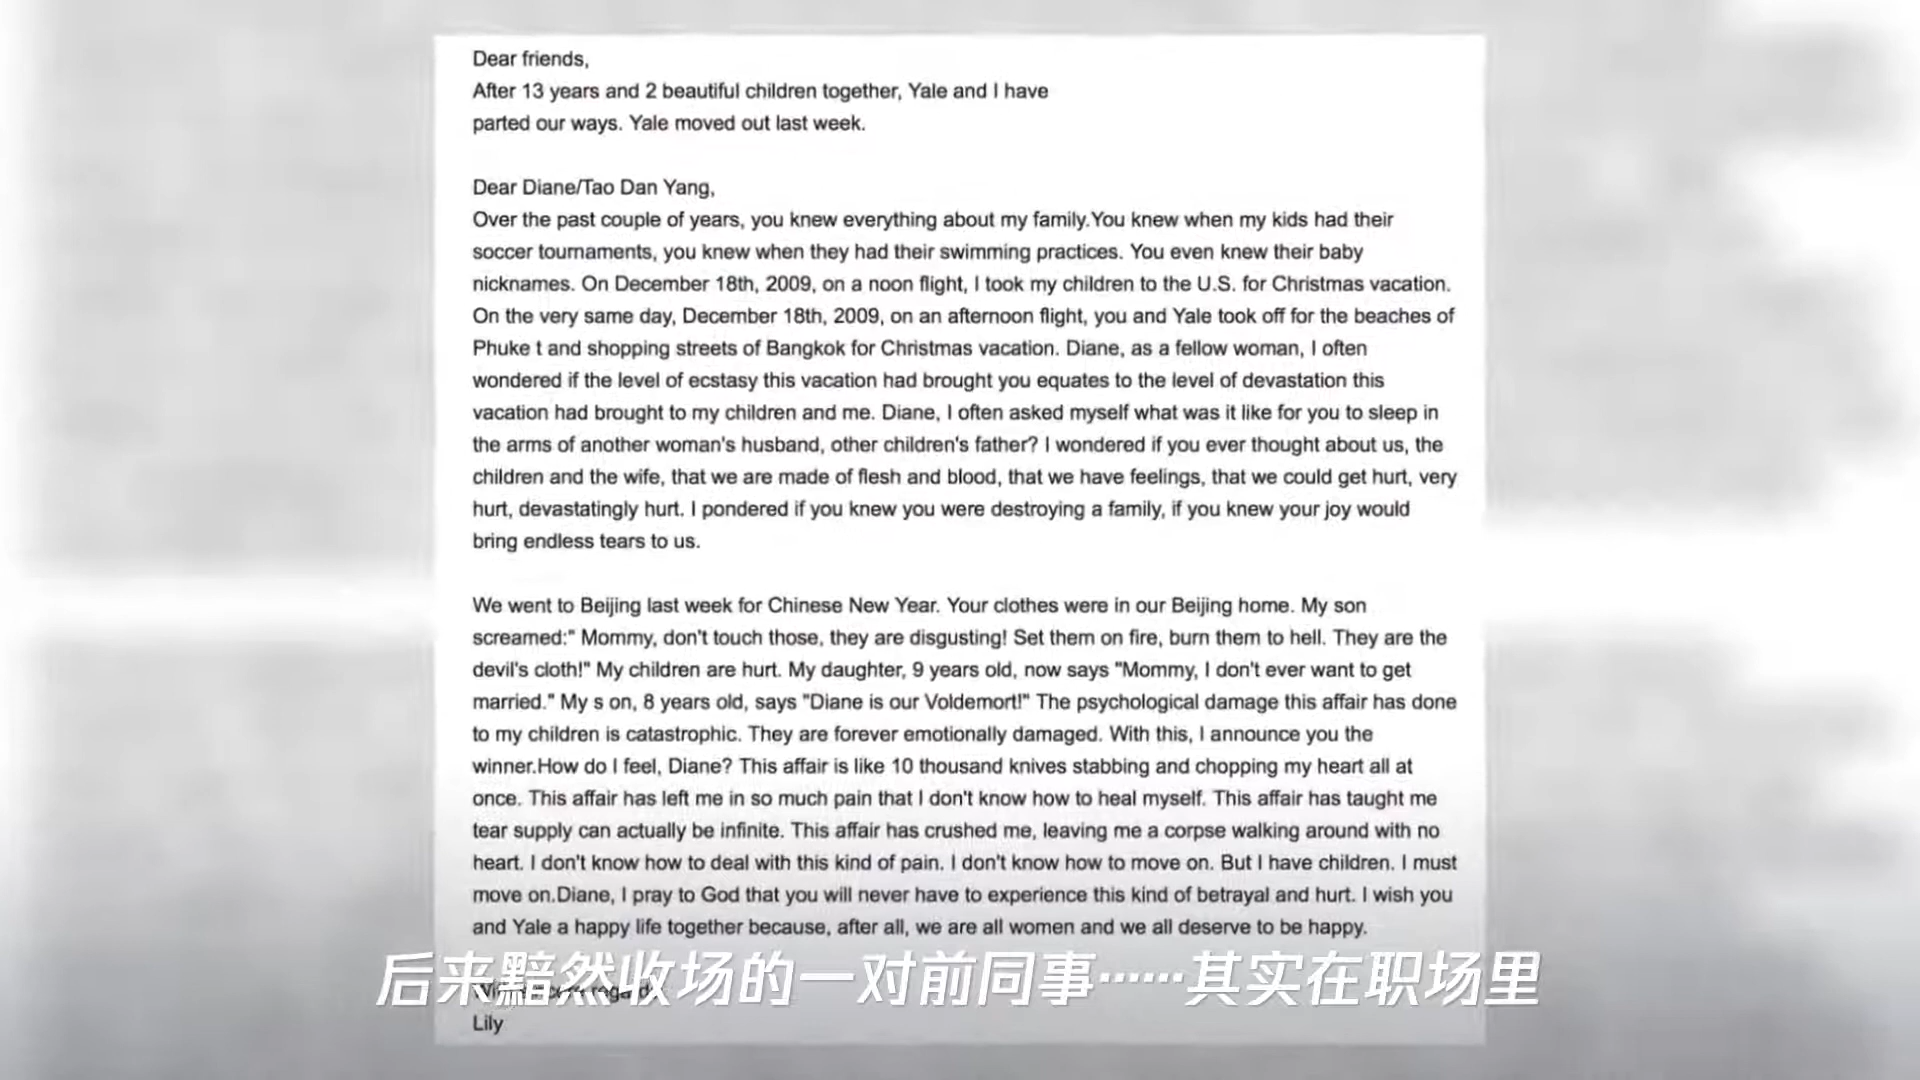 Dear friends,
After 13 years and 2 beautiful children together, Yale and I have
parted our ways. Yale moved out last week.
Dear Diane/Tao Dan Yang,
Over the past couple of years, you knew everything about my family.You knew when my kids had their
soccer tournaments, you knew when they had their swimming practices. You even knew their baby
nicknames. On December 18th, 2009, on a noon flight, I took my children to the U.S. for Christmas vacation.
On the very same day, December 18th, 2009, on an afternoon flight, you and Yale took off for the beaches of
Phuke t and shopping streets of Bangkok for Christmas vacation. Diane, as a fellow woman, I often
wondered if the level of ecstasy this vacation had brought you equates to the level of devastation this
vacation had brought to my children and me. Diane, I often asked myself what was it like for you to sleep in
the arms of another woman's husband, other children's father? I wondered if you ever thought about us, the
children and the wife, that we are made of flesh and blood, that we have feelings, that we could get hurt, very
hurt, devastatingly hurt. I pondered if you knew you were destroying a family, if you knew your joy would
bring endless tears to us.
We went to Beijing last week for Chinese New Year. Your clothes were in our Beijing home. My son
screamed:" Mommy, don't touch those, they are disgusting! Set them on fire, burn them to hell. They are the
devil's cloth!" My children are hurt. My daughter, 9 years old, now says "Mommy, I don't ever want to get
married." My s on, 8 years old, says "Diane is our Voldemort!" The psychological damage this affair has done
to my children is catastrophic. They are forever emotionally damaged. With this, I announce you the
winner.How do I feel, Diane? This affair is like 10 thousand knives stabbing and chopping my heart all at
once. This affair has left me in so much pain that I don't know how to heal myself. This affair has taught me
tear supply can actually be infinite. This affair has crushed me, leaving me a corpse walking around with no
heart. I don't know how to deal with this kind of pain. I don't know how to move on. But I have children. I must
move on.Diane, I pray to God that you will never have to experience this kind of betrayal and hurt. I wish you
and Yale a happy life together because, after all, we are all women and we all deserve to be happy.
后来黯然收场的一对前同事……其实在职场里
Lily